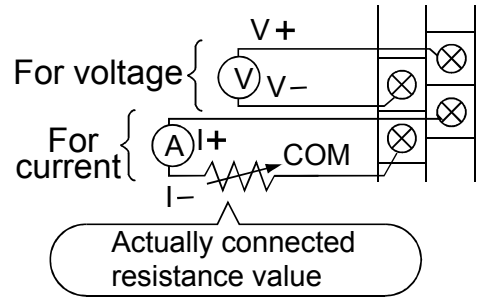 V+
For voltage
V
V−
For
current
A
I+
COM
I−
Actually connected
resistance value